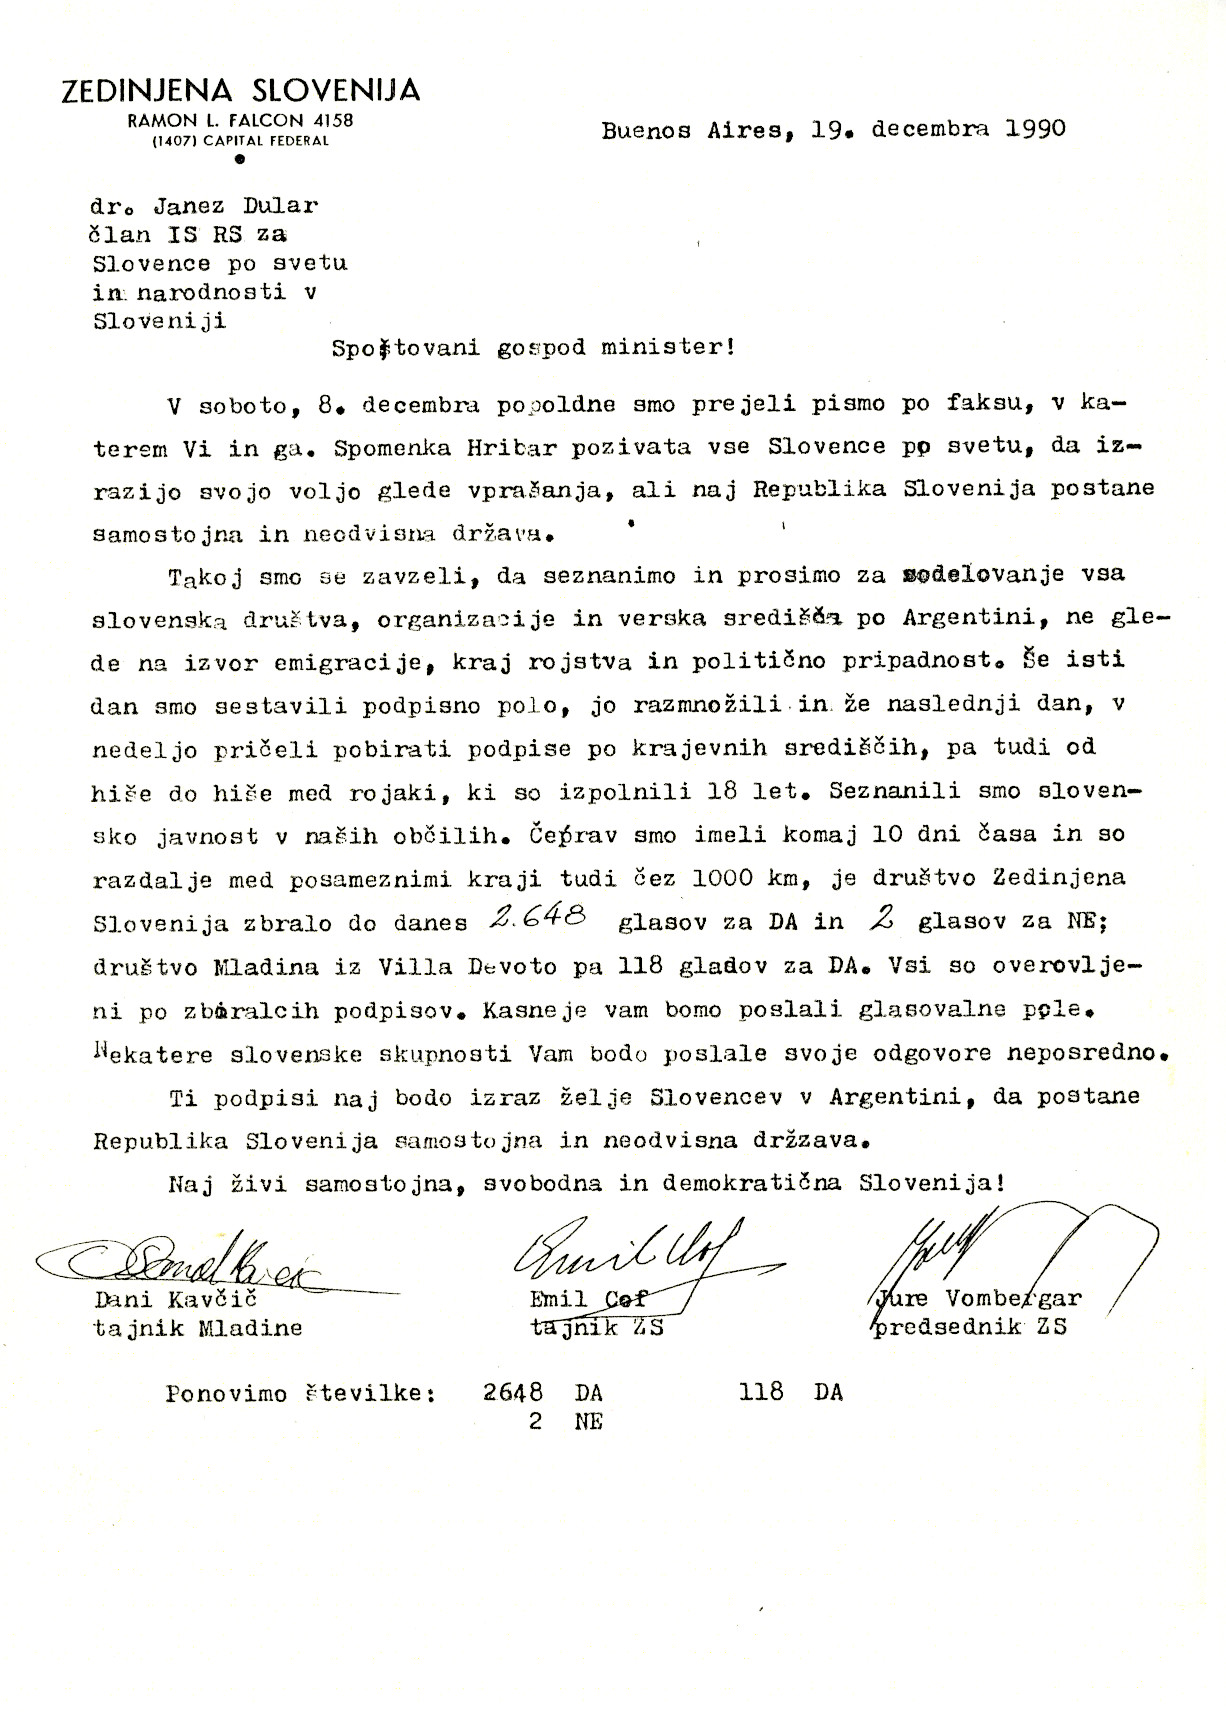 ZEDINJENA SLOVENIJA
RAMON L. FALCON 4158
(1407) CAPITAL FEDERAL
Buenos Aires, 19. decembra 1990
dr. Janez Dular
član IS RS za
Slovence po svetu
in narodnosti v
Sloveniji
Spoštovani gospod minister!
V soboto, 8. decembra popoldne smo prejeli pismo po faksu, v ka-
terem Vi in ga. Spomenka Hribar pozivata vse Slovence po svetu, da iz-
razijo svojo voljo glede vprašanja, ali naj Republika Slovenija postane
samostojna in neodvisna država.
Takoj smo se zavzeli, da seznanimo in prosimo za sodelovanje vsa
slovenska društva, organizacije in verska središča po Argentini, ne gle-
de na izvor emigracije, kraj rojstva in politično pripadnost. Še isti
dan smo sestavili podpisno polo, jo razmnožili in že naslednji dan, v
nedeljo pričeli pobirati podpise po krajevnih središčih, pa tudi od
hiše do hiše med rojaki, ki so izpolnili 18 let. Seznanili smo sloven-
sko javnost v naših občilih. Čeprav smo imeli komaj 10 dni časa in so
razdalje med posameznimi kraji tudi čez 1000 km, je društvo Zedinjena
Slovenija zbralo do danes 2.648 glasov za DA in 2 glasov za NE;
društvo Mladina iz Villa Devoto pa 118 gladov za DA. Vsi so overovlje-
ni po zbiralcih podpisov. Kasneje vam bomo poslali glasovalne pole.
Nekatere slovenske skupnosti Vam bodo poslale svoje odgovore neposredno.
Ti podpisi naj bodo izraz želje Slovencev v Argentini, da postane
Republika Slovenija samostojna in neodvisna držzava.
Naj živi samostojna, svobodna in demokratična Slovenija!
Dani Kavčič
Emil Cof
Jure Vombergar
tajnik Mladine
tajnik ZS
predsednik ZS
Ponovimo številke: 2648 DA 118 DA
2 NE